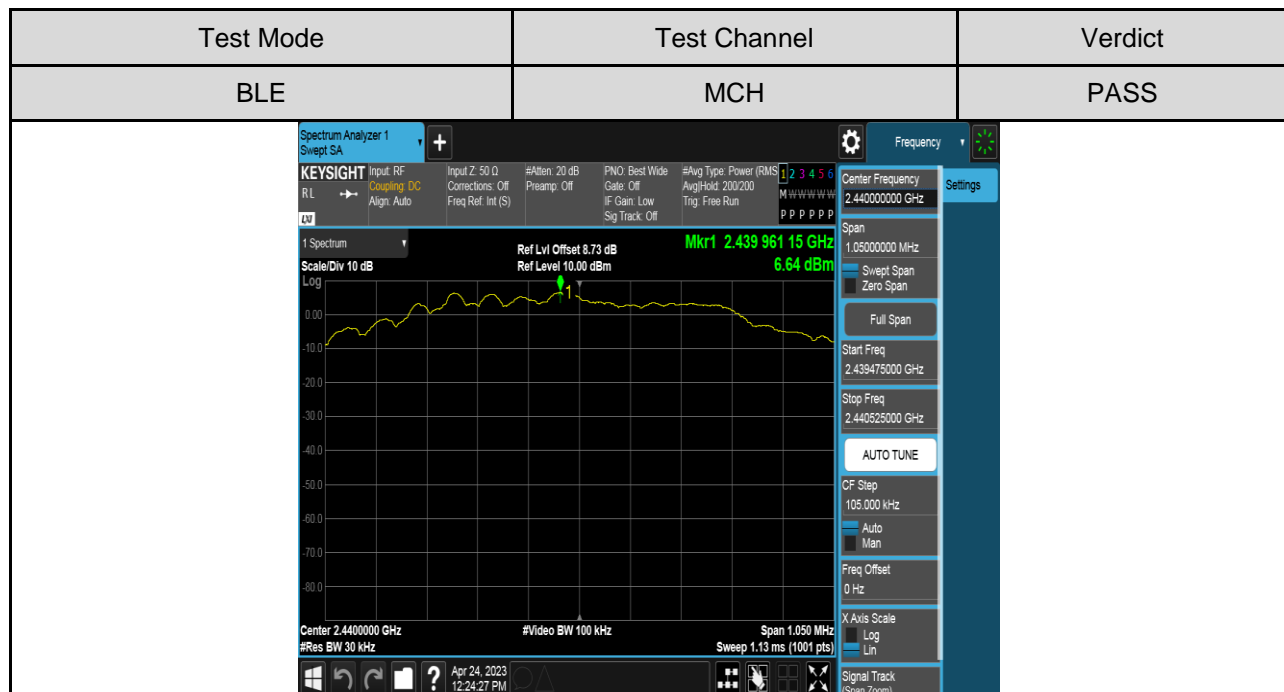 Test Mode Test Channel Verdict
BLE MCH PASS
Spectrum Analyzer 1
Swept SA
+
Frequency
KEYSIGHT Input: RF Input Z: 50 Ω #Atten: 20 dB PNO: Best Wide #Avg Type: Power (RMS 1 2 3 4 5 6
RL Coupling: DC Corrections: Off Preamp: Off Gate: Off Avg|Hold: 200/200 M W W W W W
Align: Auto Freq Ref: Int (S) IF Gain: Low Trig: Free Run
LXI Sig Track: Off P P P P P P
Center Frequency
2.440000000 GHz
Settings
1 Spectrum Ref Lvl Offset 8.73 dB Mkr1 2.439 961 15 GHz
Scale/Div 10 dB Ref Level 10.00 dBm 6.64 dBm
Log
1
0.00
-10.0
-20.0
-30.0
-40.0
-50.0
-60.0
-70.0
-80.0
Center 2.4400000 GHz #Video BW 100 kHz Span 1.050 MHz
#Res BW 30 kHz Sweep 1.13 ms (1001 pts)
Span
1.05000000 MHz
Swept Span
Zero Span
Full Span
Start Freq
2.439475000 GHz
Stop Freq
2.440525000 GHz
AUTO TUNE
CF Step
105.000 kHz
Auto
Man
Freq Offset
0 Hz
X Axis Scale
Log
Lin
Signal Track
(Span Zoom)
? Apr 24, 2023
12:24:27 PM